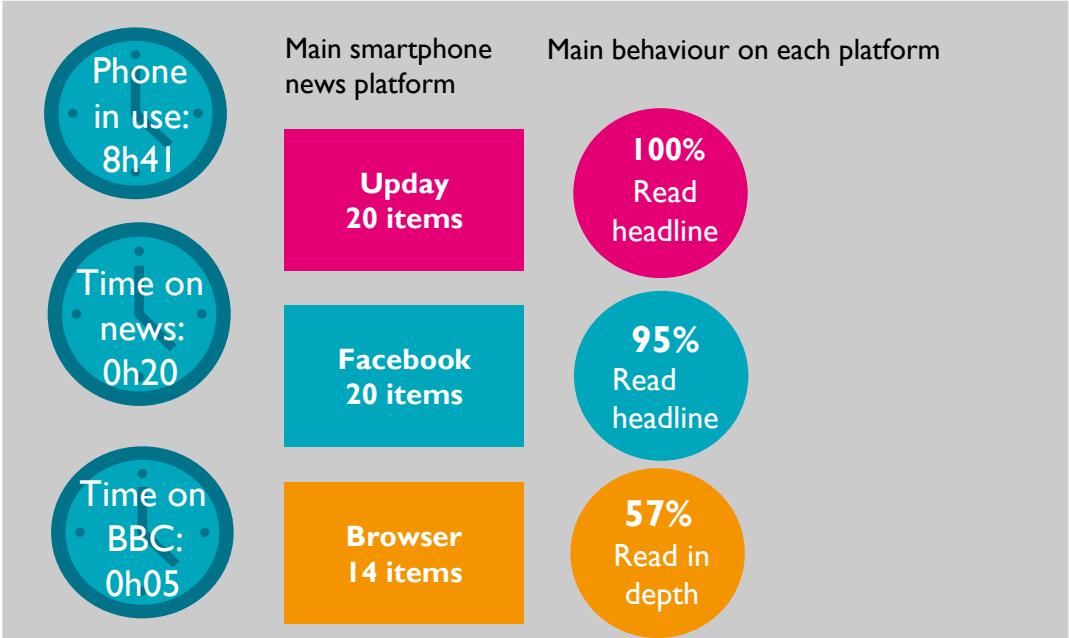 Phone
in use:
8h41
Time on
news:
0h20
Time on
BBC:
0h05
Main smartphone
news platform
Upday
20 items
Facebook
20 items
Browser
14 items
Main behaviour on each platform
100%
Read
headline
95%
Read
headline
57%
Read in
depth